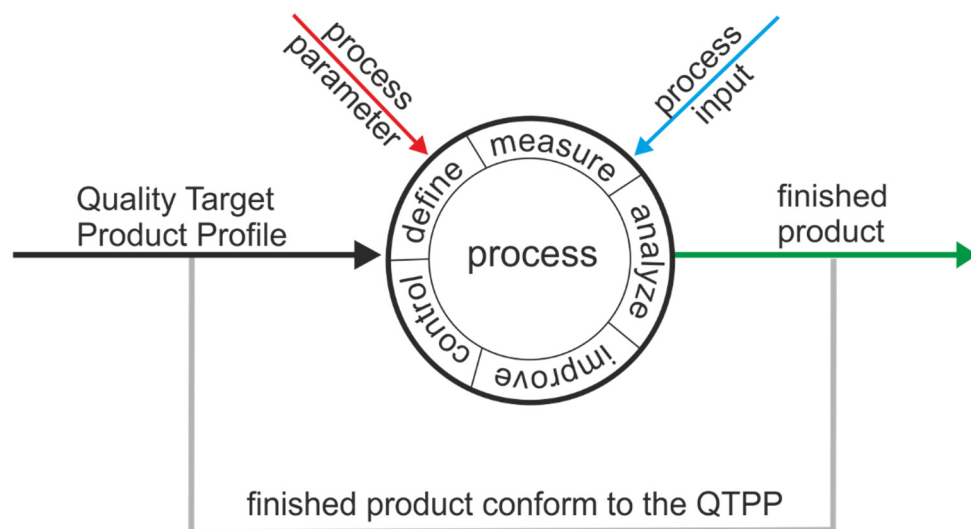 process
parameter
process
input
Quality Target
Product Profile
define
measure
analyze
improve
control
process
finished
product
finished product conform to the QTPP